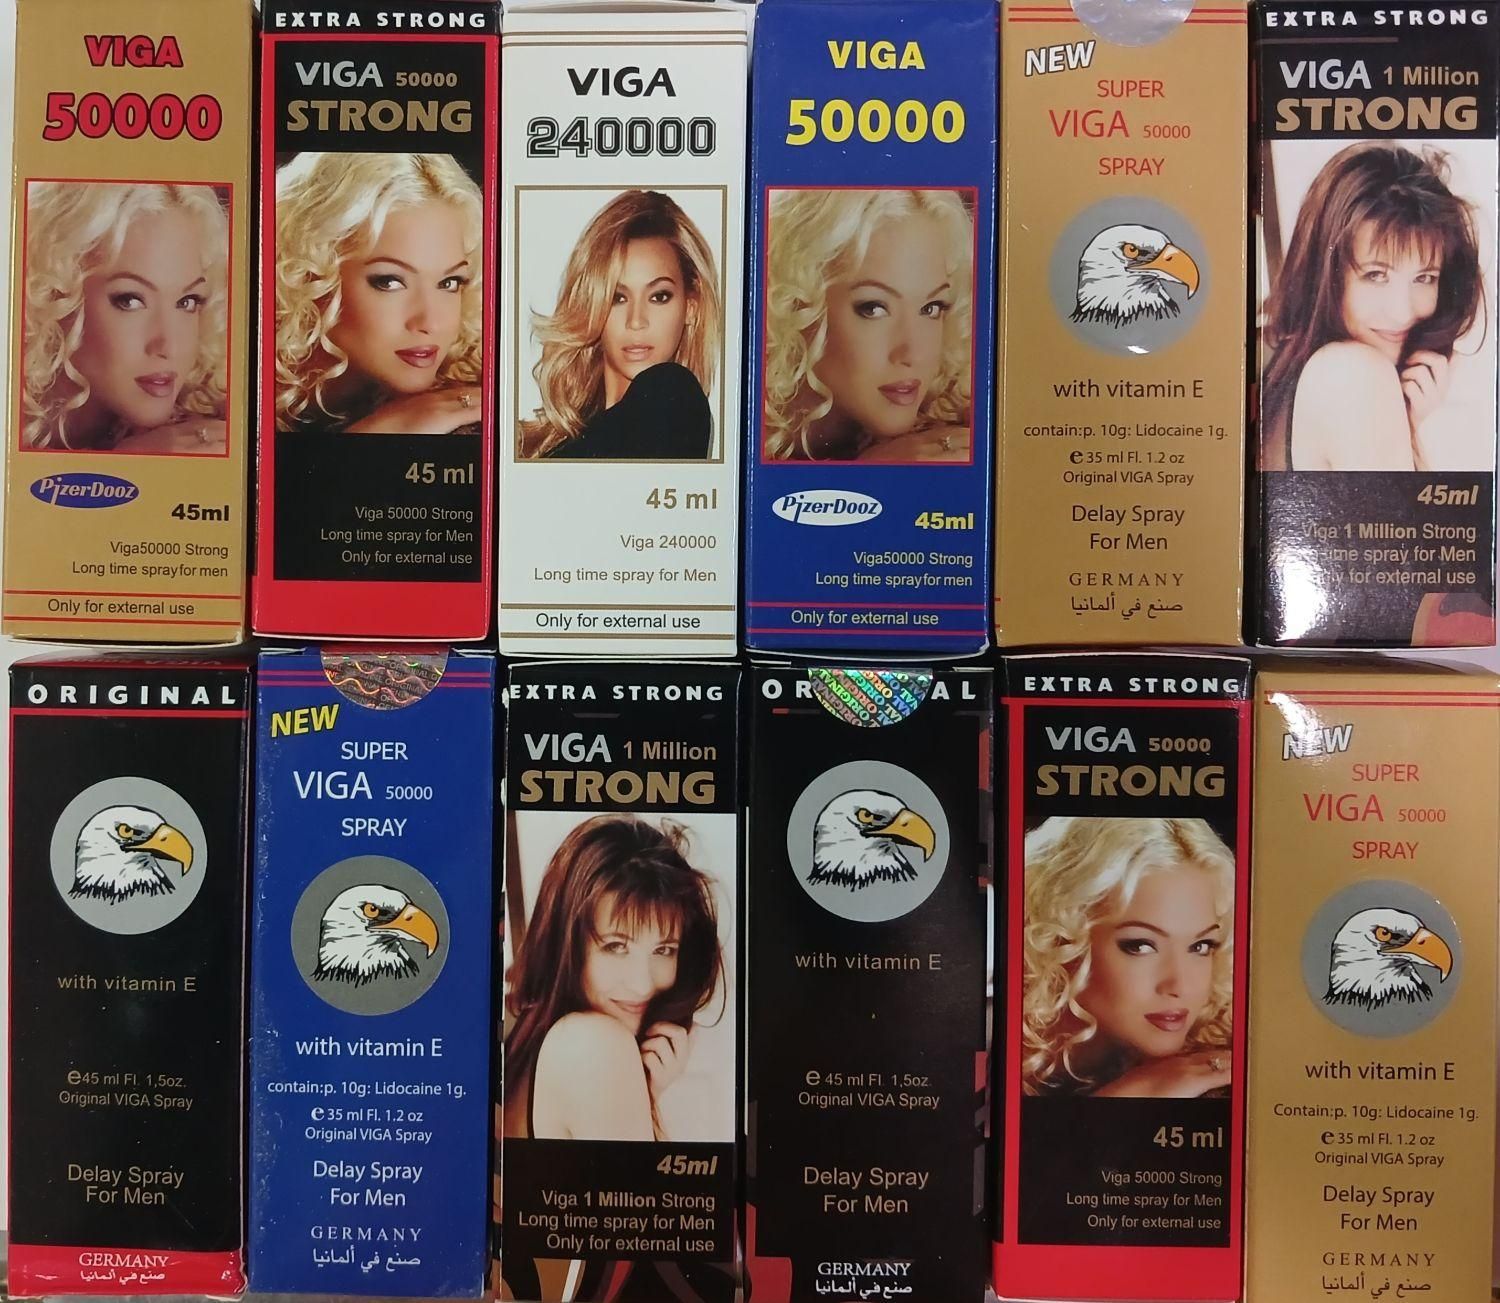 VIGA
50000
PjzerDooz
45ml
Viga50000 Strong
Long time spray for men
Only for external use
EXTRA STRONG
VIGA 50000
STRONG
45 ml
Viga 50000 Strong
Long time spray for Men
Only for external use
VIGA
240000
45 ml
Viga 240000
Long time spray for Men
Only for external use
VIGA
50000
PjzerDooz
45ml
Viga50000 Strong
Long time spray for men
Only for external use
NEW
SUPER
VIGA 50000
SPRAY
with vitamin E
contain:p. 10g: Lidocaine 1g.
e 35 ml Fl. 1.2 oz
Original VIGA Spray
Delay Spray
For Men
GERMANY
صنع في ألمانيا
EXTRA STRONG
VIGA 1 Million
STRONG
45ml
Viga 1 Million Strong
time spray for Men
for external use
ORIGINAL
with vitamin E
e 45 ml Fl. 1,5oz.
Original VIGA Spray
Delay Spray
For Men
GERMANY
صنع في ألمانيا
NEW
SUPER
VIGA 50000
SPRAY
with vitamin E
contain:p. 10g: Lidocaine 1g.
e 35 ml Fl. 1.2 oz
Original VIGA Spray
Delay Spray
For Men
GERMANY
صنع في ألمانيا
EXTRA STRONG
VIGA 1 Million
STRONG
45ml
Viga 1 Million Strong
Long time spray for Men
Only for external use
ORIGINAL
with vitamin E
e 45 ml Fl. 1,5oz.
Original VIGA Spray
Delay Spray
For Men
GERMANY
صنع في ألمانيا
EXTRA STRONG
VIGA 50000
STRONG
45 ml
Viga 50000 Strong
Long time spray for Men
Only for external use
NEW
SUPER
VIGA 50000
SPRAY
with vitamin E
Contain:p. 10g: Lidocaine 1g.
e 35 ml Fl. 1.2 oz
Original VIGA Spray
Delay Spray
For Men
GERMANY
صنع في ألمانيا